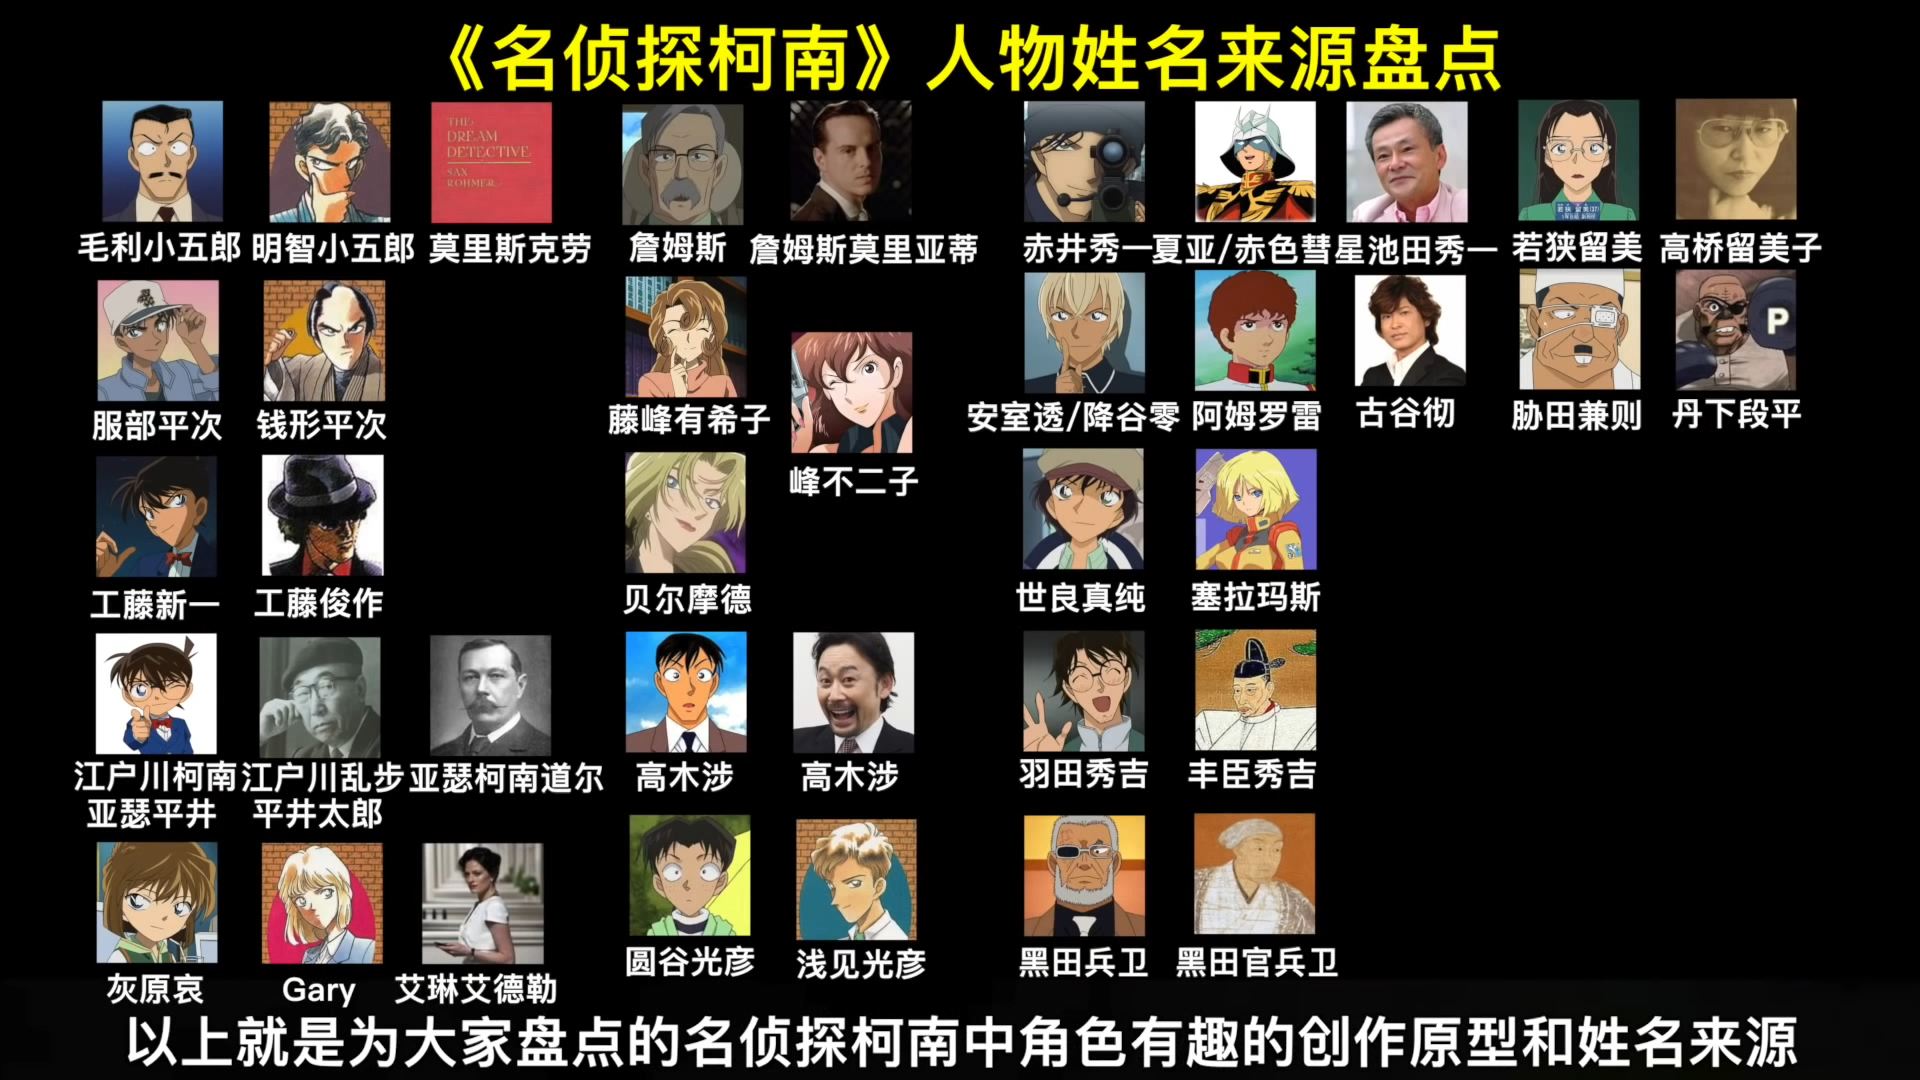 《名侦探柯南》人物姓名来源盘点
THE
DREAM
DETECTIVE
SAX
ROHMER
毛利小五郎 明智小五郎 莫里斯克劳 詹姆斯 詹姆斯莫里亚蒂 赤井秀一 夏亚/赤色彗星 池田秀一 若狭留美 高桥留美子
P
服部平次 钱形平次 藤峰有希子 安室透/降谷零 阿姆罗雷 古谷彻 胁田兼则 丹下段平
峰不二子
工藤新一 工藤俊作 贝尔摩德 世良真纯 塞拉玛斯
江户川柯南 江户川乱步 亚瑟柯南道尔 高木涉 高木涉 羽田秀吉 丰臣秀吉
亚瑟平井 平井太郎
圆谷光彦 浅见光彦 黑田兵卫 黑田官兵卫
灰原哀 Gary 艾琳艾德勒
以上就是为大家盘点的名侦探柯南中角色有趣的创作原型和姓名来源